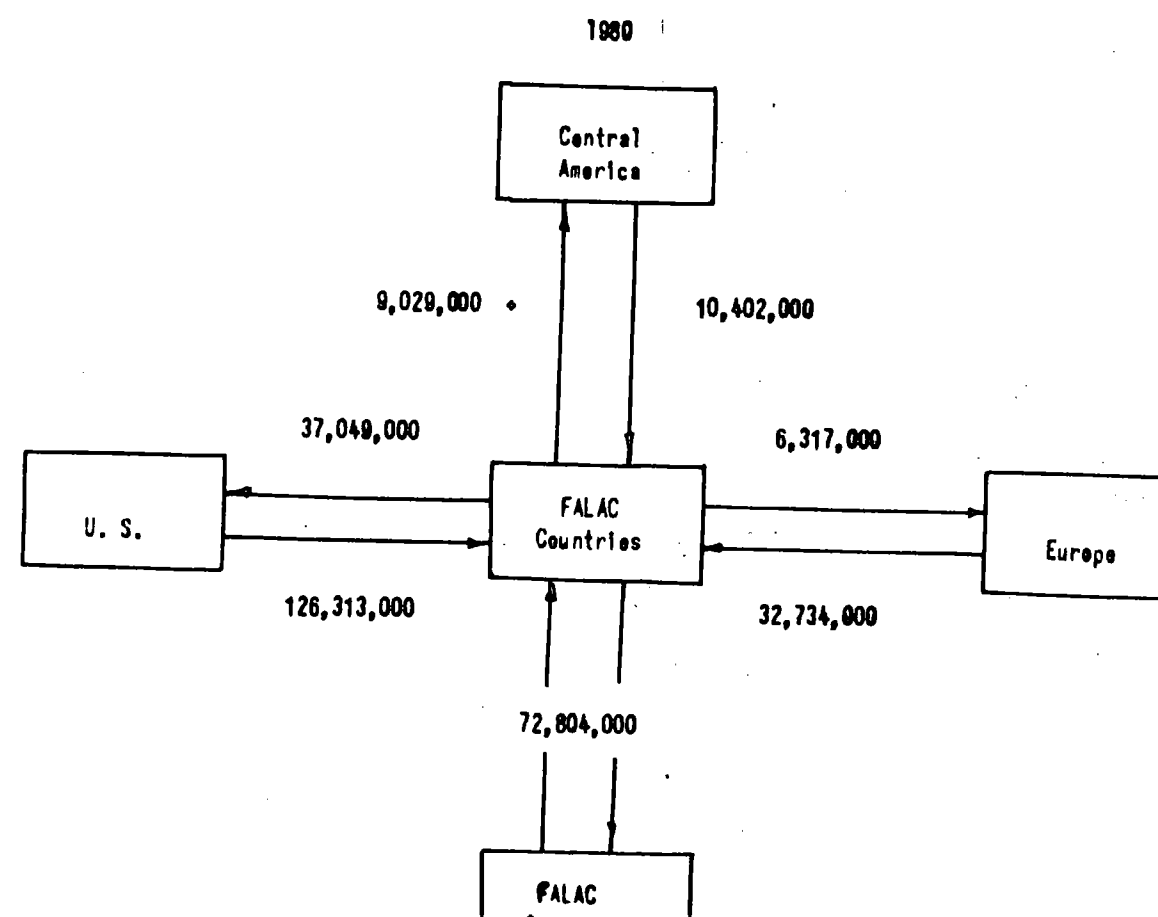 1980
Central
America
9,029,000
10,402,000
37,049,000
6,317,000
U. S.
FALAC
Countries
Europe
126,313,000
32,734,000
72,804,000
FALAC